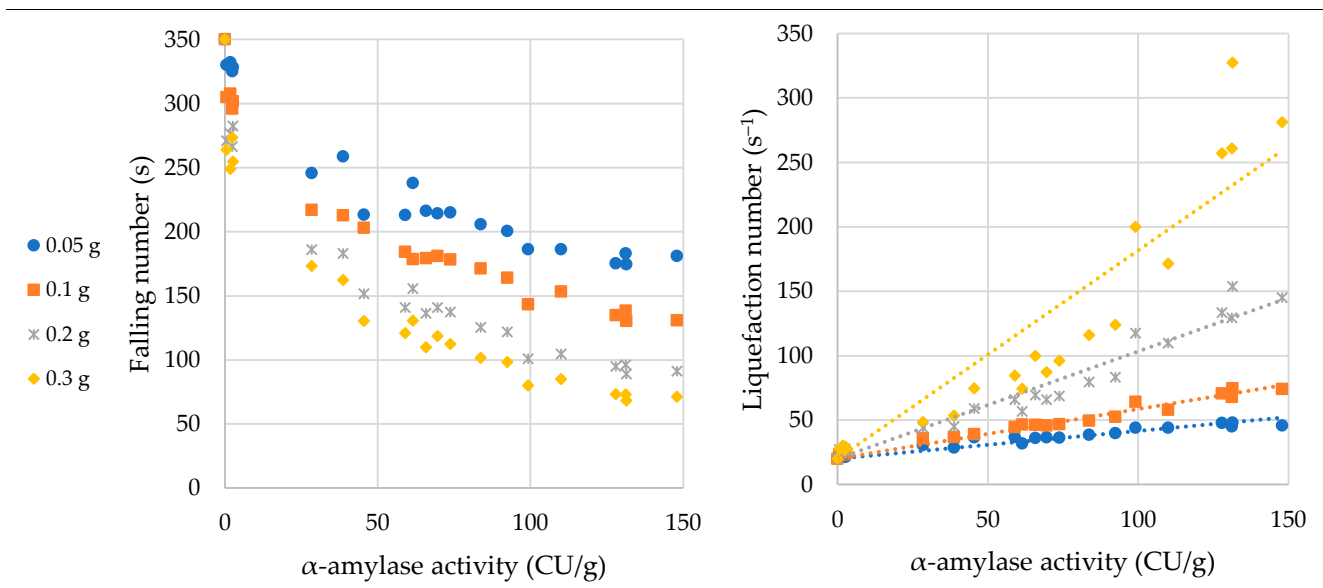 0.05 g
0.1 g
0.2 g
0.3 g
Falling number (s)
350
300
250
200
150
100
50
0
0 50 100 150
α-amylase activity (CU/g)
Liquefaction number (s⁻¹)
350
300
250
200
150
100
50
0
0 50 100 150
α-amylase activity (CU/g)